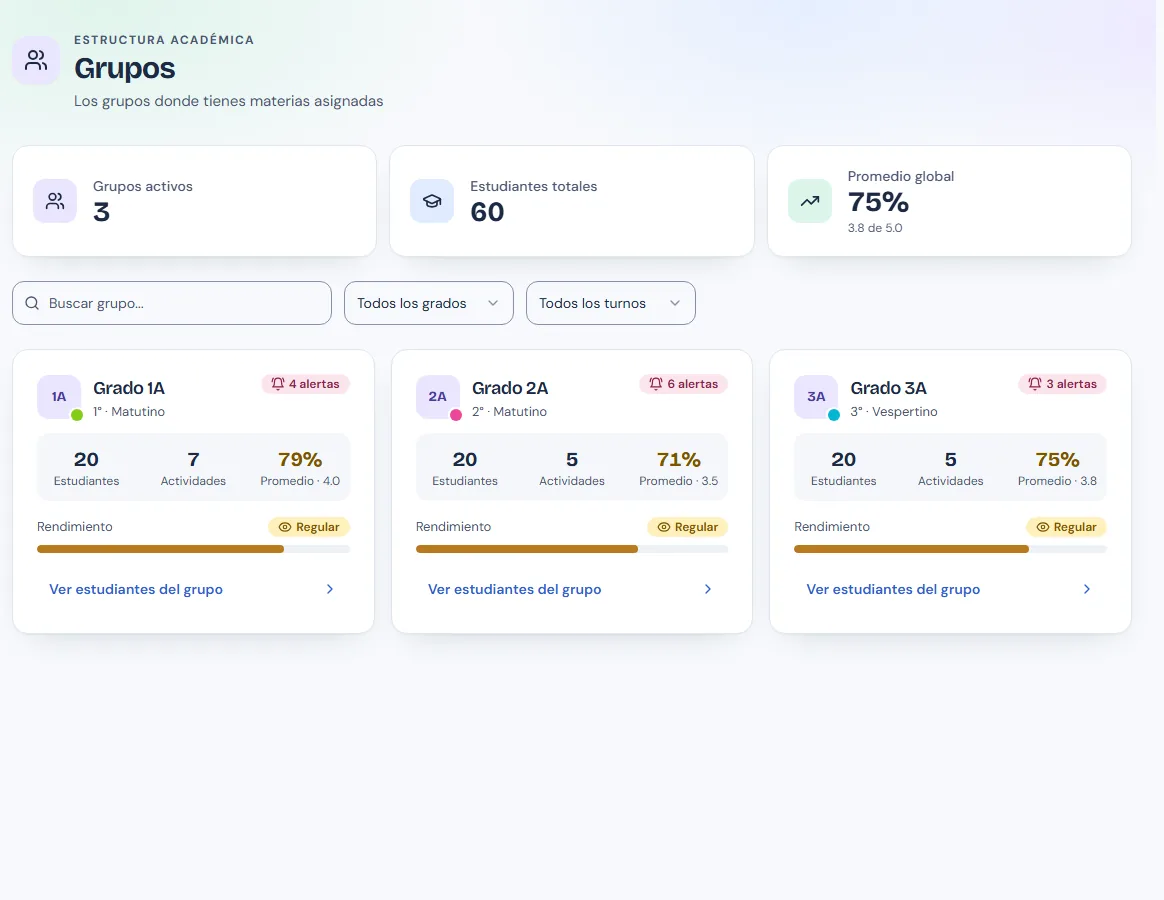 ESTRUCTURA ACADÉMICA
Grupos
Los grupos donde tienes materias asignadas
Grupos activos
3
Estudiantes totales
60
Promedio global
75%
3.8 de 5.0
Buscar grupo...
Todos los grados
Todos los turnos
1A
Grado 1A
1° · Matutino
4 alertas
20
Estudiantes
7
Actividades
79%
Promedio · 4.0
Rendimiento
Regular
Ver estudiantes del grupo
2A
Grado 2A
2° · Matutino
6 alertas
20
Estudiantes
5
Actividades
71%
Promedio · 3.5
Rendimiento
Regular
Ver estudiantes del grupo
3A
Grado 3A
3° · Vespertino
3 alertas
20
Estudiantes
5
Actividades
75%
Promedio · 3.8
Rendimiento
Regular
Ver estudiantes del grupo